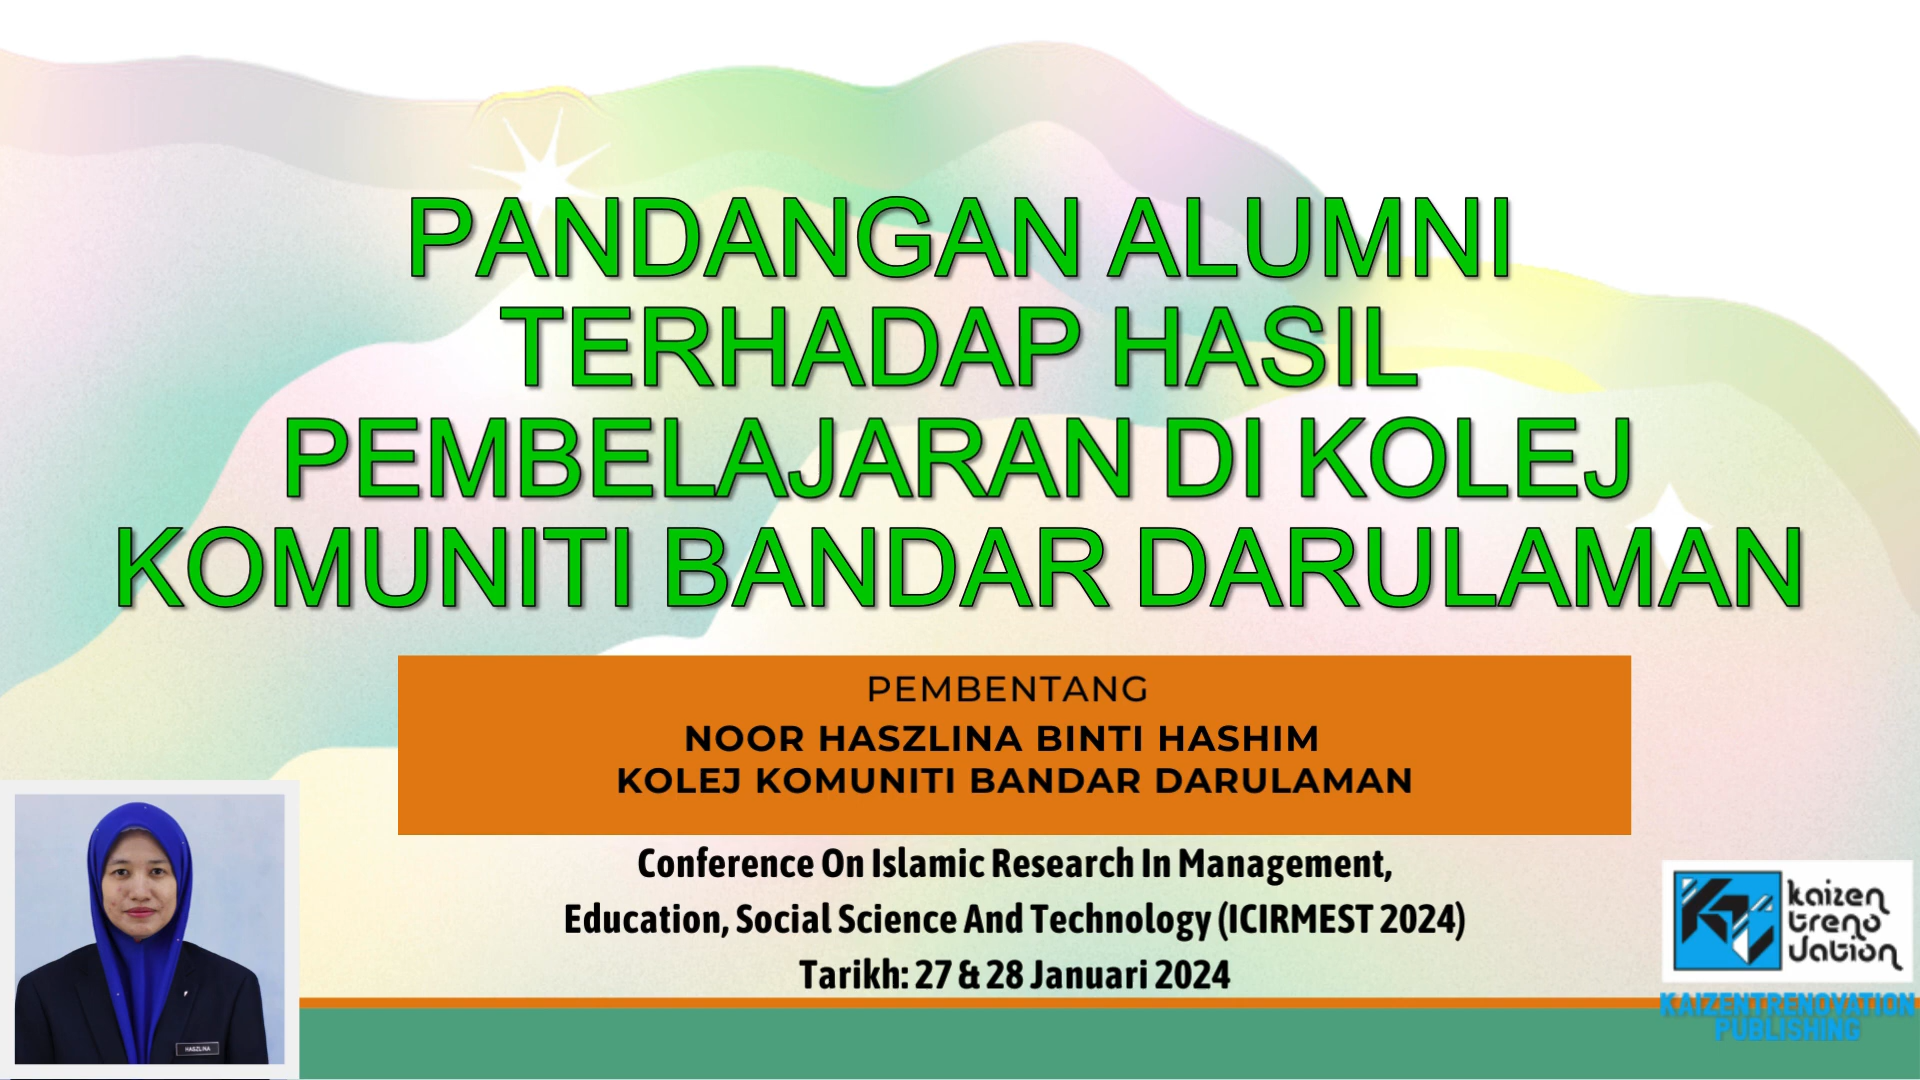 PANDANGAN ALUMNI
TERHADAP HASIL
PEMBELAJARAN DI KOLEJ
KOMUNITI BANDAR DARULAMAN
PEMBENTANG
NOOR HASZLINA BINTI HASHIM
KOLEJ KOMUNITI BANDAR DARULAMAN
Conference On Islamic Research In Management,
Education, Social Science And Technology (ICIRMEST 2024)
Tarikh: 27 & 28 Januari 2024
HASZLINA
kaizen
treno
vation
KAIZENTRENOVATION
PUBLISHING